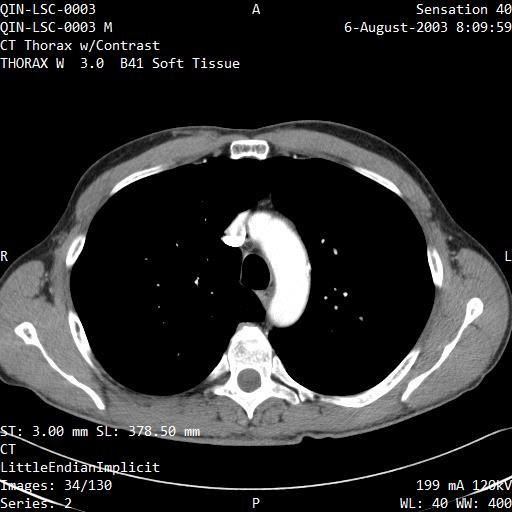 QIN-LSC-0003 A Sensation 40
QIN-LSC-0003 M 6-August-2003 8:09:59
CT Thorax w/Contrast
THORAX W 3.0 B41 Soft Tissue
R L
ST: 3.00 mm SL: 378.50 mm
CT
LittleEndianImplicit
Images: 34/130 199 mA 120kV
Series: 2 P WL: 40 WW: 400